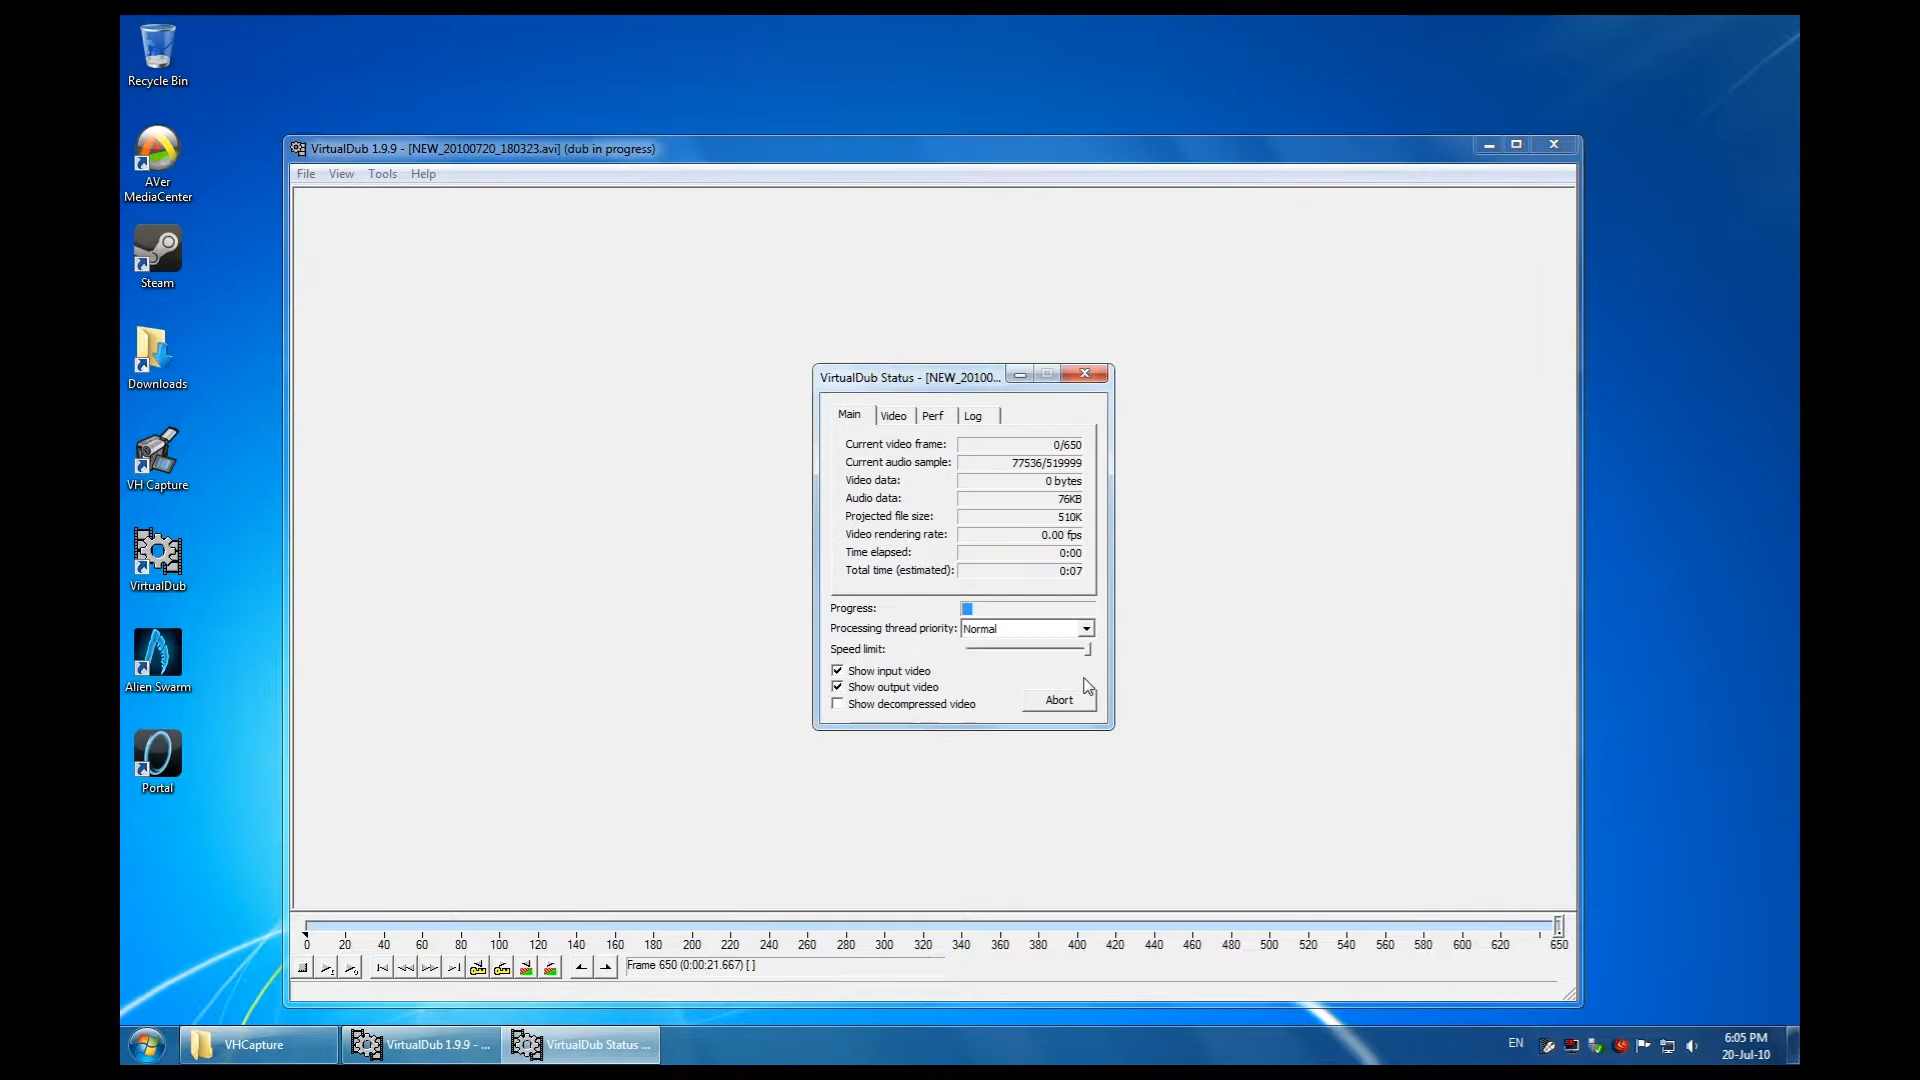 Recycle Bin
AVer
MediaCenter
Steam
Downloads
VH Capture
VirtualDub
Alien Swarm
Portal
VirtualDub 1.9.9 - [NEW_20100720_180323.avi] (dub in progress)
File View Tools Help
VirtualDub Status - [NEW_20100...
Main Video Perf Log
Current video frame: 0/650
Current audio sample: 77536/519999
Video data: 0 bytes
Audio data: 76KB
Projected file size: 510K
Video rendering rate: 0.00 fps
Time elapsed: 0:00
Total time (estimated): 0:07
Progress:
Processing thread priority: Normal
Speed limit:
Show input video
Show output video
Show decompressed video
Abort
0 20 40 60 80 100 120 140 160 180 200 220 240 260 280 300 320 340 360 380 400 420 440 460 480 500 520 540 560 580 600 620 650
Frame 650 (0:00:21.667) [ ]
VHCapture
VirtualDub 1.9.9 - ...
VirtualDub Status ...
EN
6:05 PM
20-Jul-10